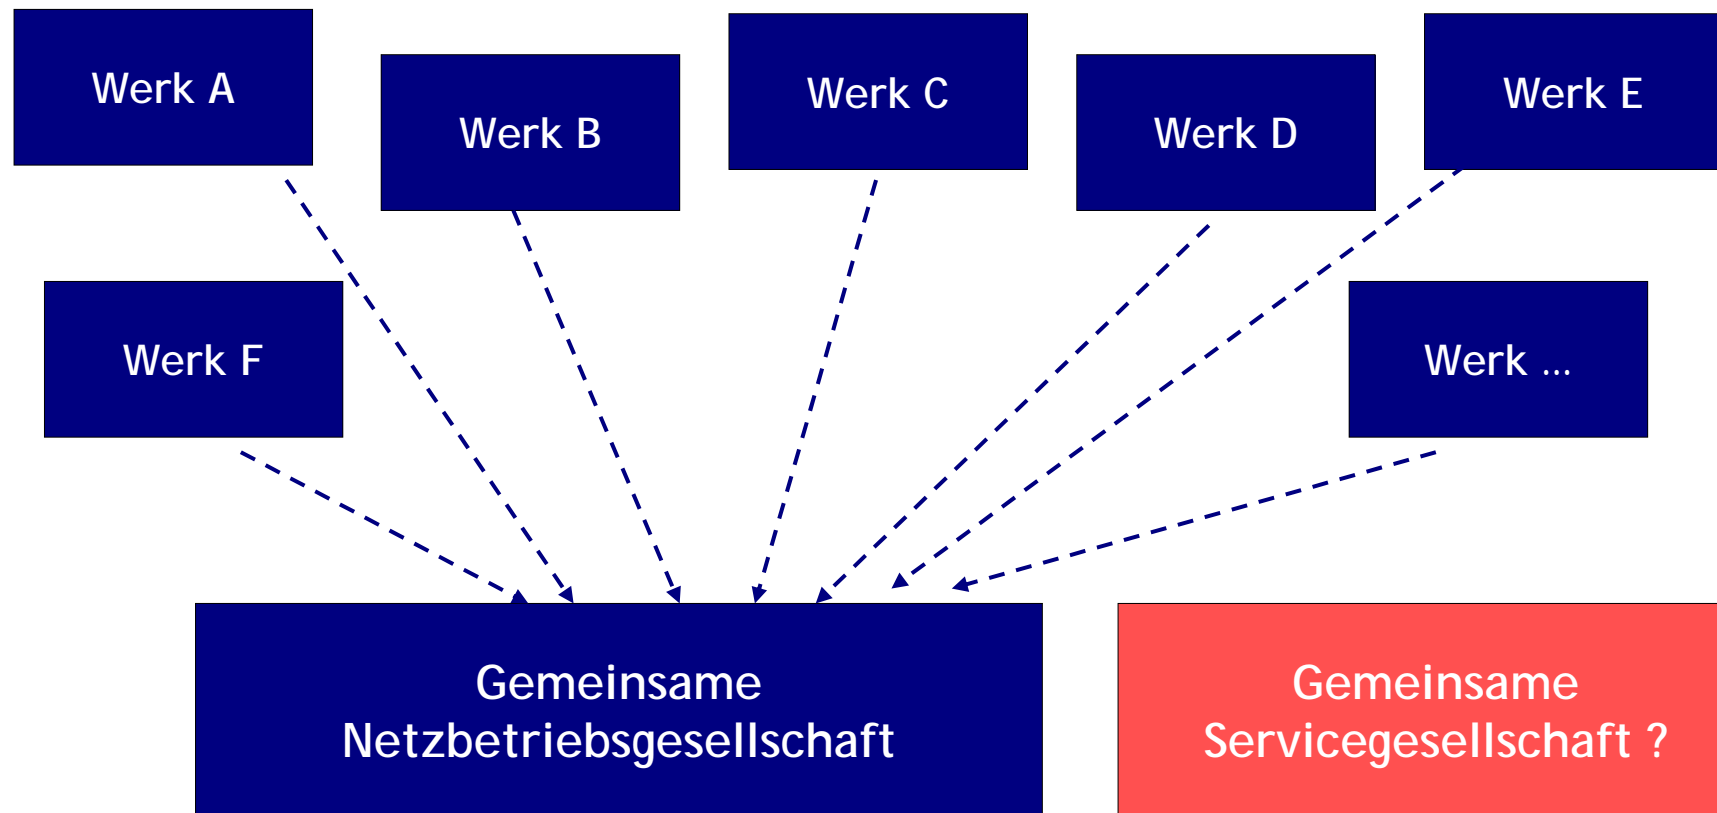 Werk A
Werk B
Werk C
Werk D
Werk E
Werk F
Werk ...
Gemeinsame
Netzbetriebsgesellschaft
Gemeinsame
Servicegesellschaft ?